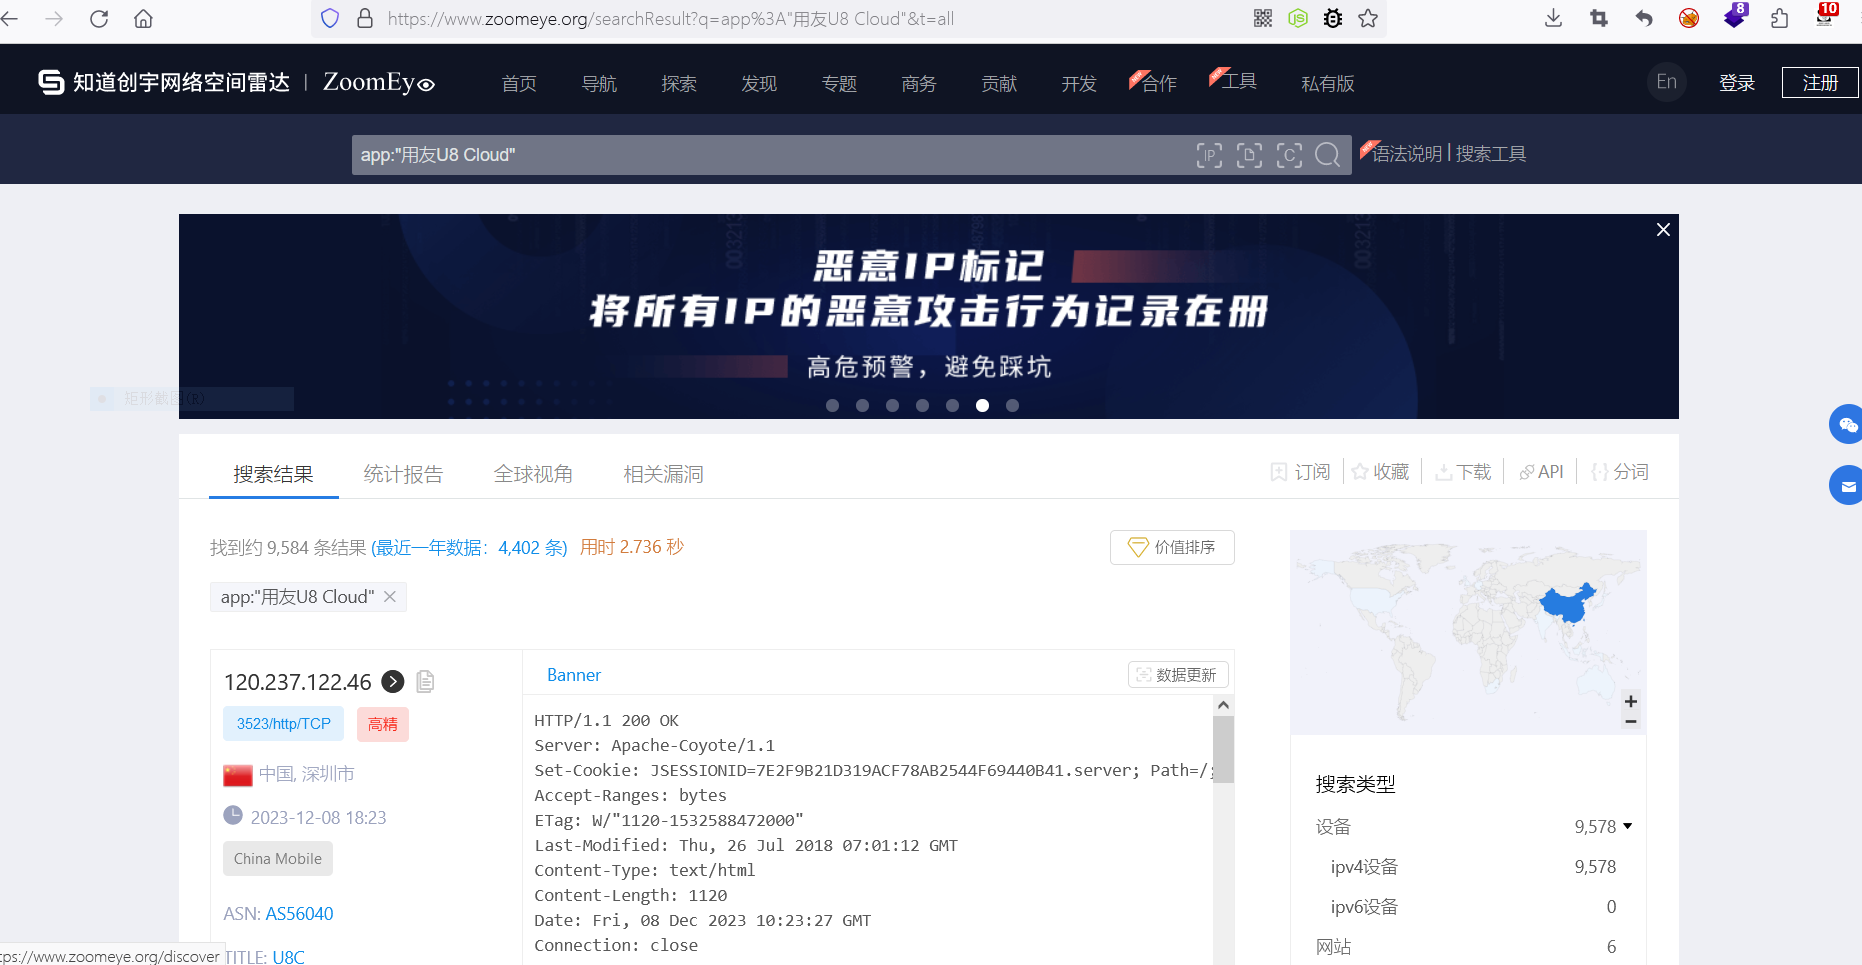 https://www.zoomeye.org/searchResult?q=app%3A"用友U8 Cloud"&t=all
8
10
知道创宇网络空间雷达 | ZoomEye
首页 导航 探索 发现 专题 商务 贡献 开发 NEW 合作 NEW 工具 私有版 En 登录 注册
app:"用友U8 Cloud" IP D C NEW 语法说明 | 搜索工具
恶意IP标记
将所有IP的恶意攻击行为记录在册
高危预警，避免踩坑
矩形截图(R)
搜索结果 统计报告 全球视角 相关漏洞 订阅 收藏 下载 API 分词
找到约 9,584 条结果 (最近一年数据：4,402 条) 用时 2.736 秒 价值排序
app:"用友U8 Cloud"
120.237.122.46
3523/http/TCP 高精
中国, 深圳市
2023-12-08 18:23
China Mobile
ASN: AS56040
TITLE: U8C
Banner 数据更新
HTTP/1.1 200 OK
Server: Apache-Coyote/1.1
Set-Cookie: JSESSIONID=7E2F9B21D319ACF78AB2544F69440B41.server; Path=/;
Accept-Ranges: bytes
ETag: W/"1120-1532588472000"
Last-Modified: Thu, 26 Jul 2018 07:01:12 GMT
Content-Type: text/html
Content-Length: 1120
Date: Fri, 08 Dec 2023 10:23:27 GMT
Connection: close
+
−
搜索类型
设备 9,578
ipv4设备 9,578
ipv6设备 0
网站 6
tps://www.zoomeye.org/discover